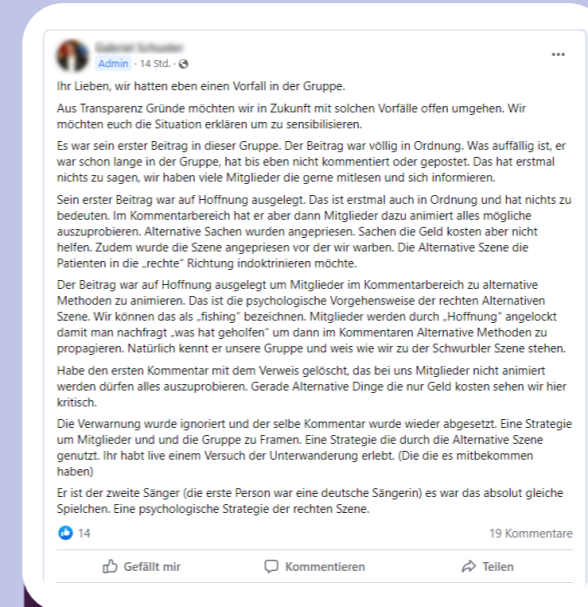 Admin · 14 Std. ·
Ihr Lieben, wir hatten eben einen Vorfall in der Gruppe.
Aus Transparenz Gründe möchten wir in Zukunft mit solchen Vorfälle offen umgehen. Wir
möchten euch die Situation erklären um zu sensibilisieren.
Es war sein erster Beitrag in dieser Gruppe. Der Beitrag war völlig in Ordnung. Was auffällig ist, er
war schon lange in der Gruppe, hat bis eben nicht kommentiert oder gepostet. Das hat erstmal
nichts zu sagen, wir haben viele Mitglieder die gerne mitlesen und sich informieren.
Sein erster Beitrag war auf Hoffnung ausgelegt. Das ist erstmal auch in Ordnung und hat nichts zu
bedeuten. Im Kommentarbereich hat er aber dann Mitglieder dazu animiert alles mögliche
auszuprobieren. Alternative Sachen wurden angepriesen. Sachen die Geld kosten aber nicht
helfen. Zudem wurde die Szene angepriesen vor der wir warben. Die Alternative Szene die
Patienten in die „rechte" Richtung indoktrinieren möchte.
Der Beitrag war auf Hoffnung ausgelegt um Mitglieder im Kommentarbereich zu alternative
Methoden zu animieren. Das ist die psychologische Vorgehensweise der rechten Alternativen
Szene. Wir können das als „fishing" bezeichnen. Mitglieder werden durch „Hoffnung" angelockt
damit man nachfragt „was hat geholfen" um dann im Kommentaren Alternative Methoden zu
propagieren. Natürlich kennt er unsere Gruppe und weis wie wir zu der Schwurbler Szene stehen.
Habe den ersten Kommentar mit dem Verweis gelöscht, das bei uns Mitglieder nicht animiert
werden dürfen alles auszuprobieren. Gerade Alternative Dinge die nur Geld kosten sehen wir hier
kritisch.
Die Verwarnung wurde ignoriert und der selbe Kommentar wurde wieder abgesetzt. Eine Strategie
um Mitglieder und und die Gruppe zu Framen. Eine Strategie die durch die Alternative Szene
genutzt. Ihr habt live einem Versuch der Unterwanderung erlebt. (Die die es mitbekommen
haben)
Er ist der zweite Sänger (die erste Person war eine deutsche Sängerin) es war das absolut gleiche
Spielchen. Eine psychologische Strategie der rechten Szene.
14
19 Kommentare
Gefällt mir
Kommentieren
Teilen